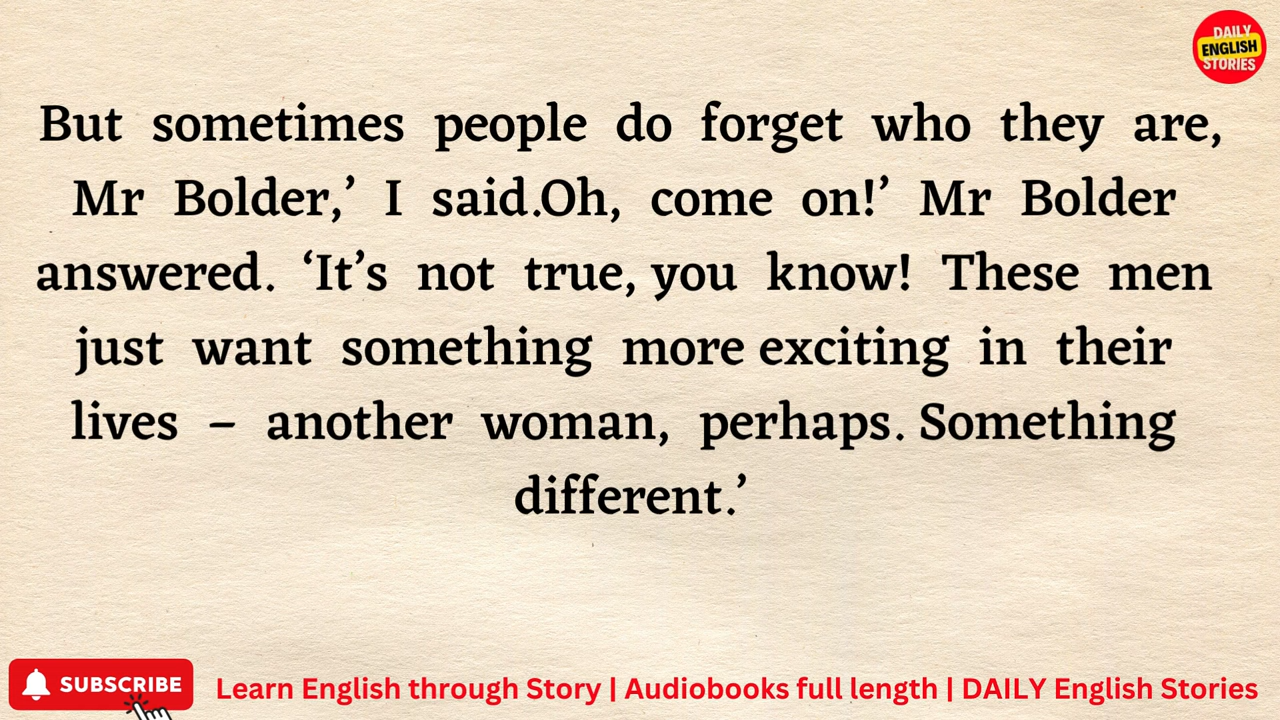 DAILY
ENGLISH
STORIES
But sometimes people do forget who they are,
Mr Bolder,’ I said.Oh, come on!’ Mr Bolder
answered. ‘It’s not true, you know! These men
just want something more exciting in their
lives – another woman, perhaps. Something
different.’
SUBSCRIBE
Learn English through Story | Audiobooks full length | DAILY English Stories